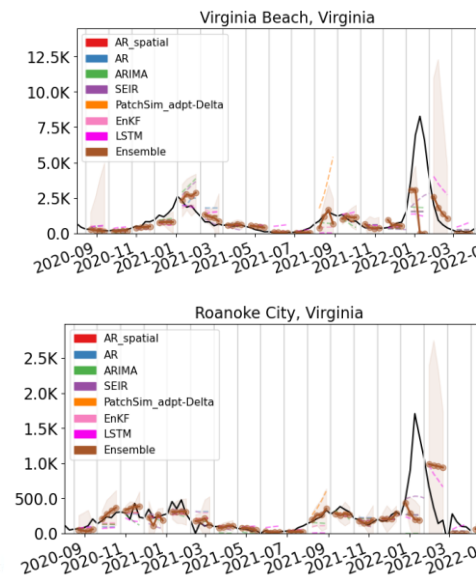 Virginia Beach, Virginia
12.5K
10.0K
7.5K
5.0K
2.5K
0.0
AR_spatial
AR
ARIMA
SEIR
PatchSim_adpt-Delta
EnKF
LSTM
Ensemble
2020-09
2020-11
2021-01
2021-03
2021-05
2021-07
2021-09
2021-11
2022-01
2022-03
2022-0
Roanoke City, Virginia
2.5K
2.0K
1.5K
1.0K
500.0
0.0
AR_spatial
AR
ARIMA
SEIR
PatchSim_adpt-Delta
EnKF
LSTM
Ensemble
2020-09
2020-11
2021-01
2021-03
2021-05
2021-07
2021-09
2021-11
2022-01
2022-03
2022-0